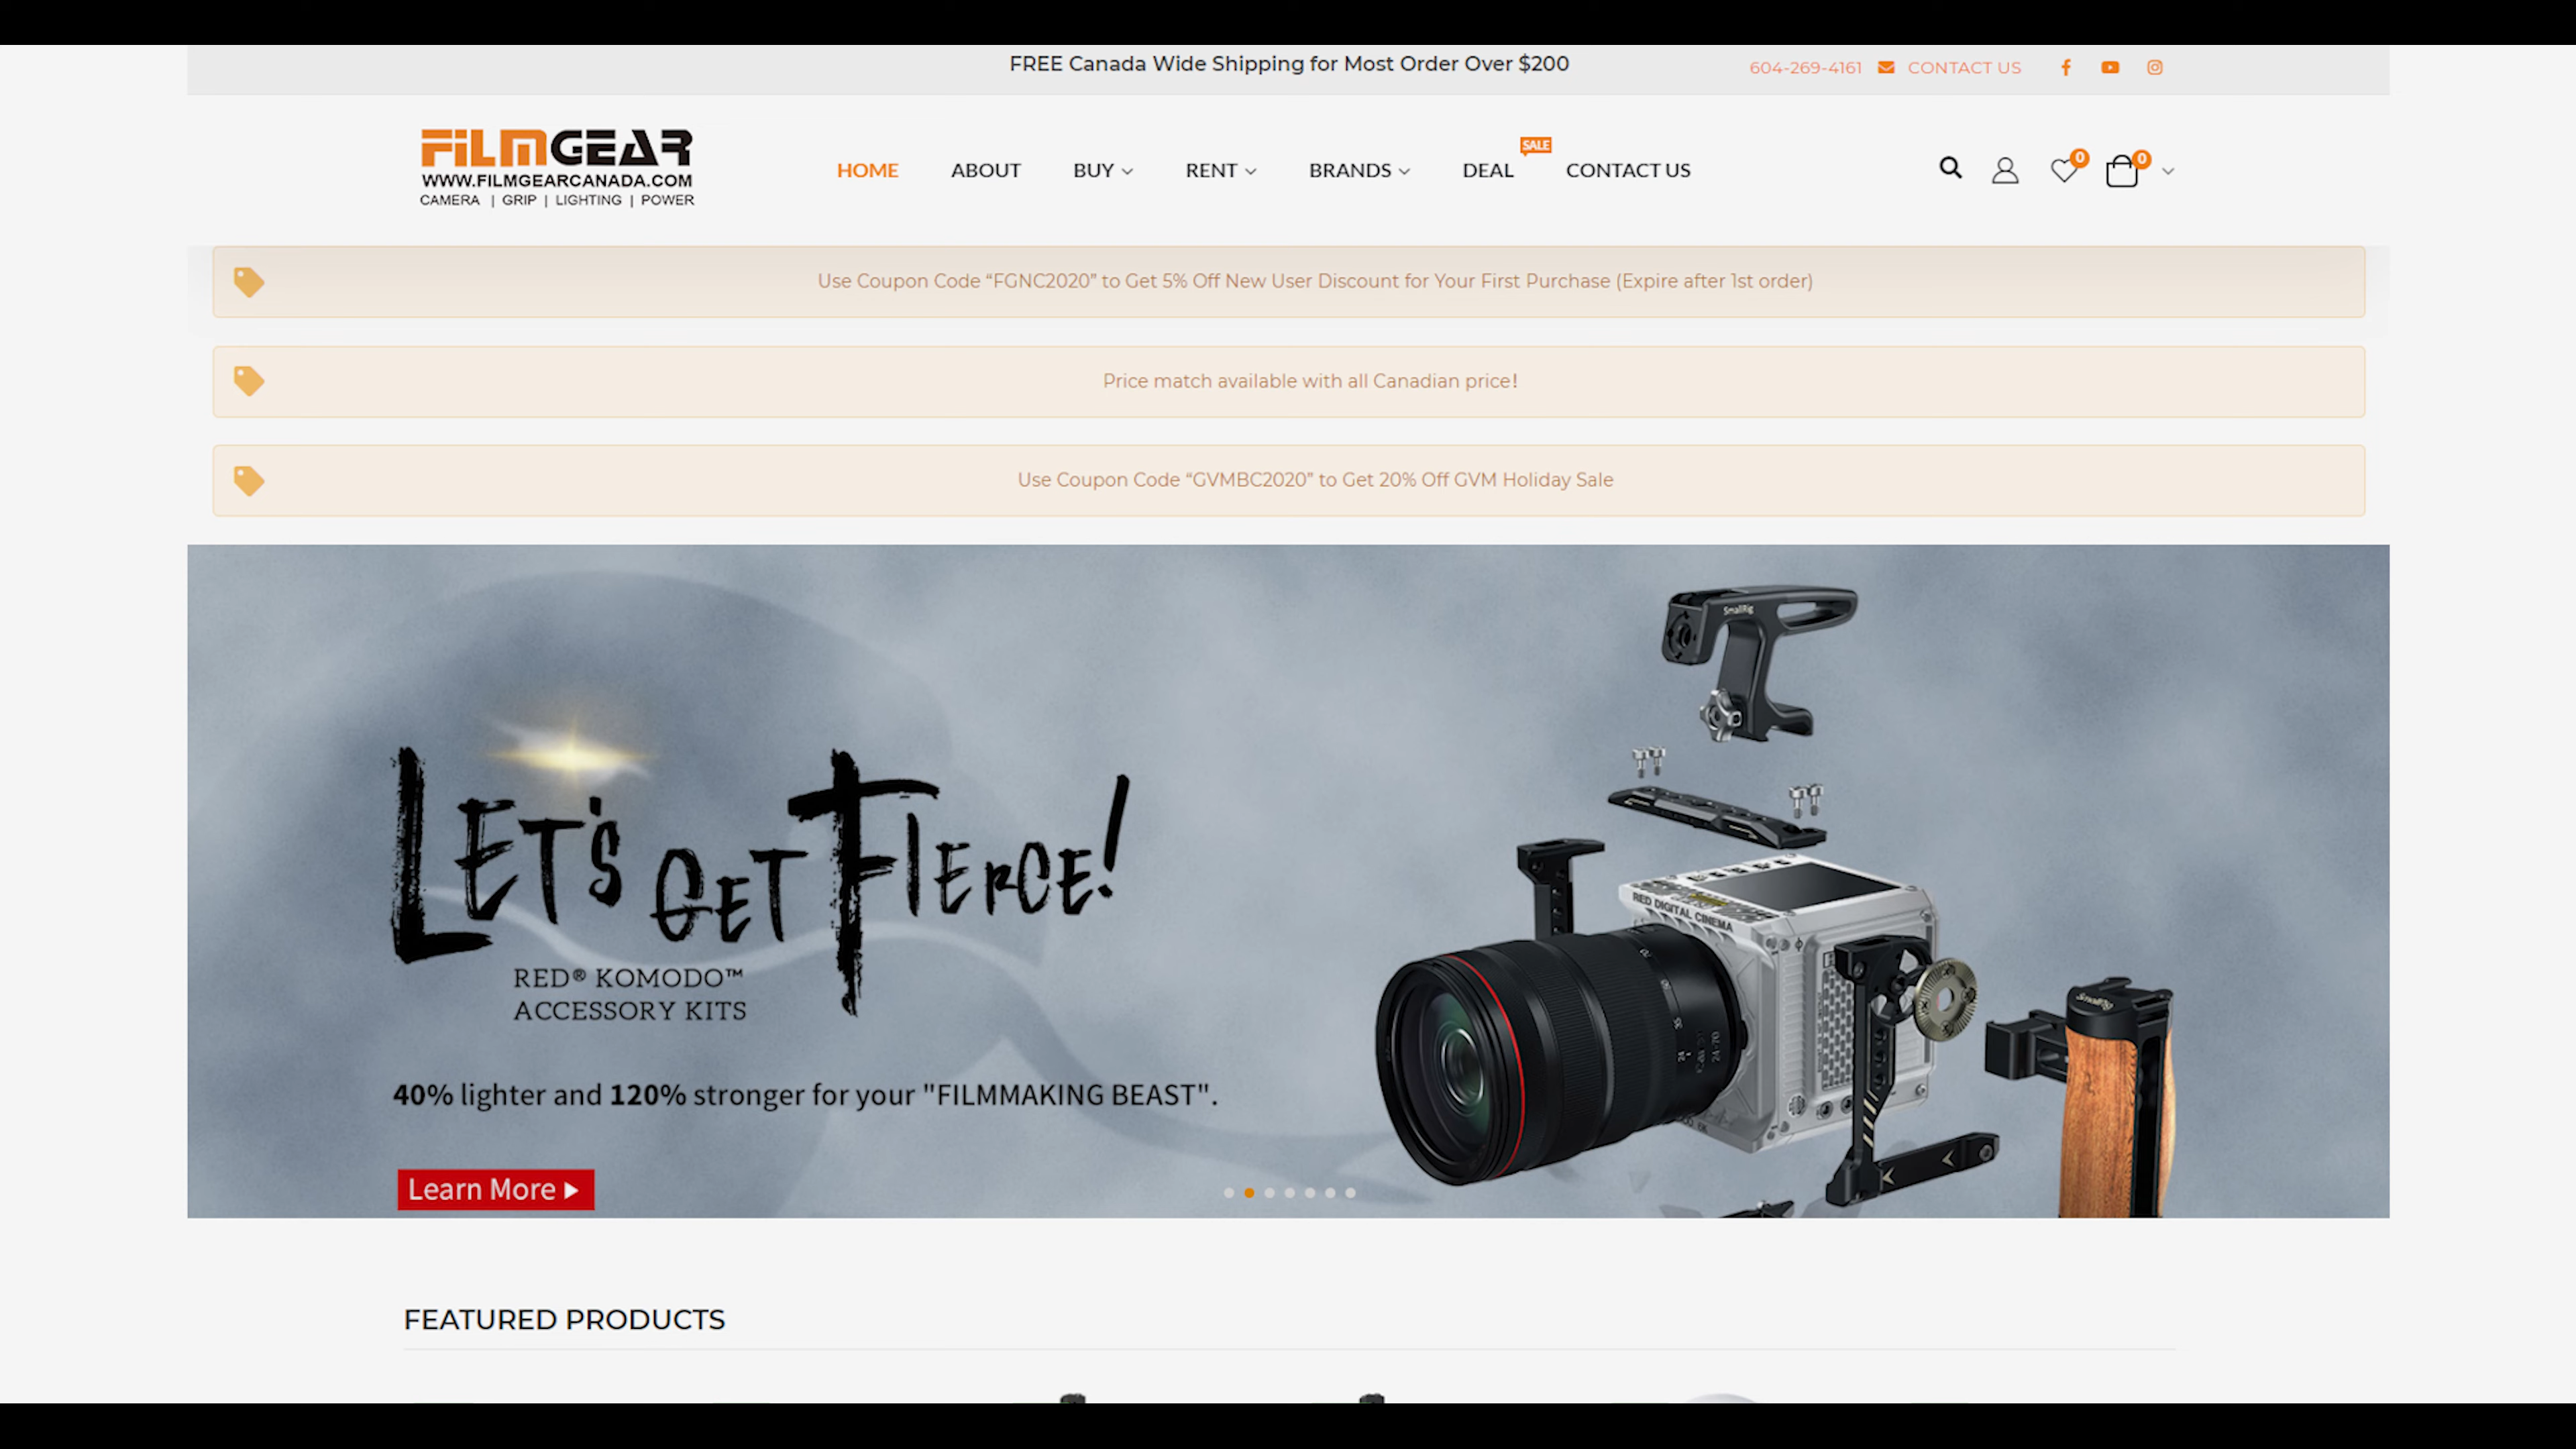 FREE Canada Wide Shipping for Most Order Over $200
604-269-4161 CONTACT US
FILMGEAR
WWW.FILMGEARCANADA.COM
CAMERA | GRIP | LIGHTING | POWER
HOME ABOUT BUY RENT BRANDS DEAL SALE CONTACT US
0 0
Use Coupon Code “FGNC2020” to Get 5% Off New User Discount for Your First Purchase (Expire after 1st order)
Price match available with all Canadian price!
Use Coupon Code “GVMBC2020” to Get 20% Off GVM Holiday Sale
SmallRig
LET'S GET FIERCE!
RED DIGITAL CINEMA
RED® KOMODO™
ACCESSORY KITS
SmallRig
40% lighter and 120% stronger for your "FILMMAKING BEAST".
Learn More
FEATURED PRODUCTS